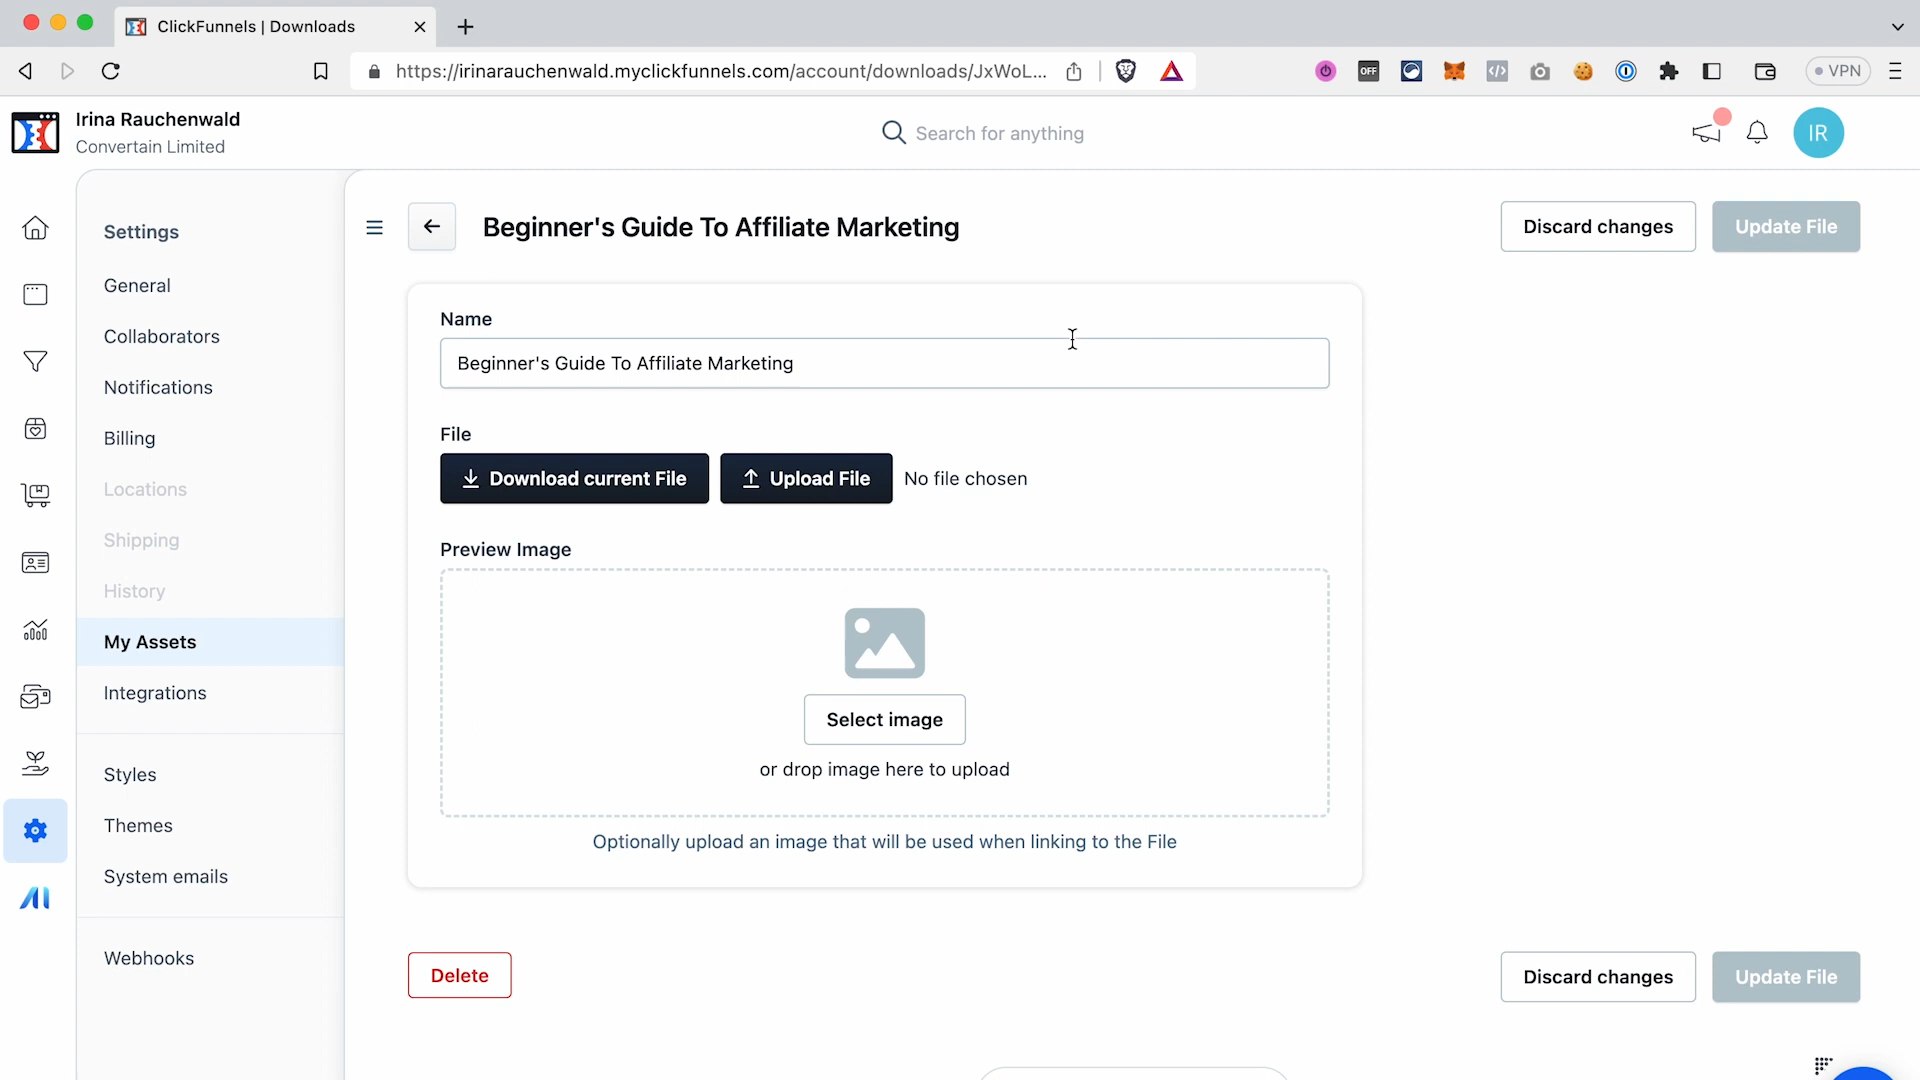 ClickFunnels | Downloads
https://irinarauchenwald.myclickfunnels.com/account/downloads/JxWoL...
OFF
VPN
Irina Rauchenwald
Convertain Limited
Search for anything
IR
Settings
General
Collaborators
Notifications
Billing
Locations
Shipping
History
My Assets
Integrations
Styles
Themes
System emails
Webhooks
Beginner's Guide To Affiliate Marketing
Discard changes
Update File
Name
Beginner's Guide To Affiliate Marketing
File
Download current File
Upload File
No file chosen
Preview Image
Select image
or drop image here to upload
Optionally upload an image that will be used when linking to the File
Delete
Discard changes
Update File